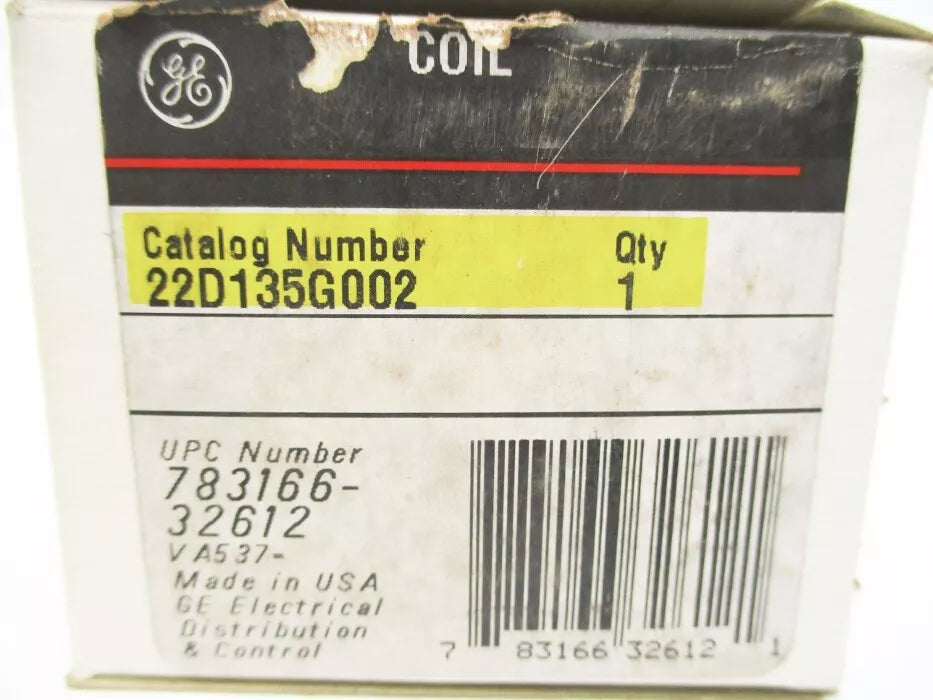 GE
COIL
Catalog Number Qty
22D135G002 1
UPC Number
783166-
32612
VA537-
Made in USA
GE Electrical
Distribution
& Control
7 83166 32612 1